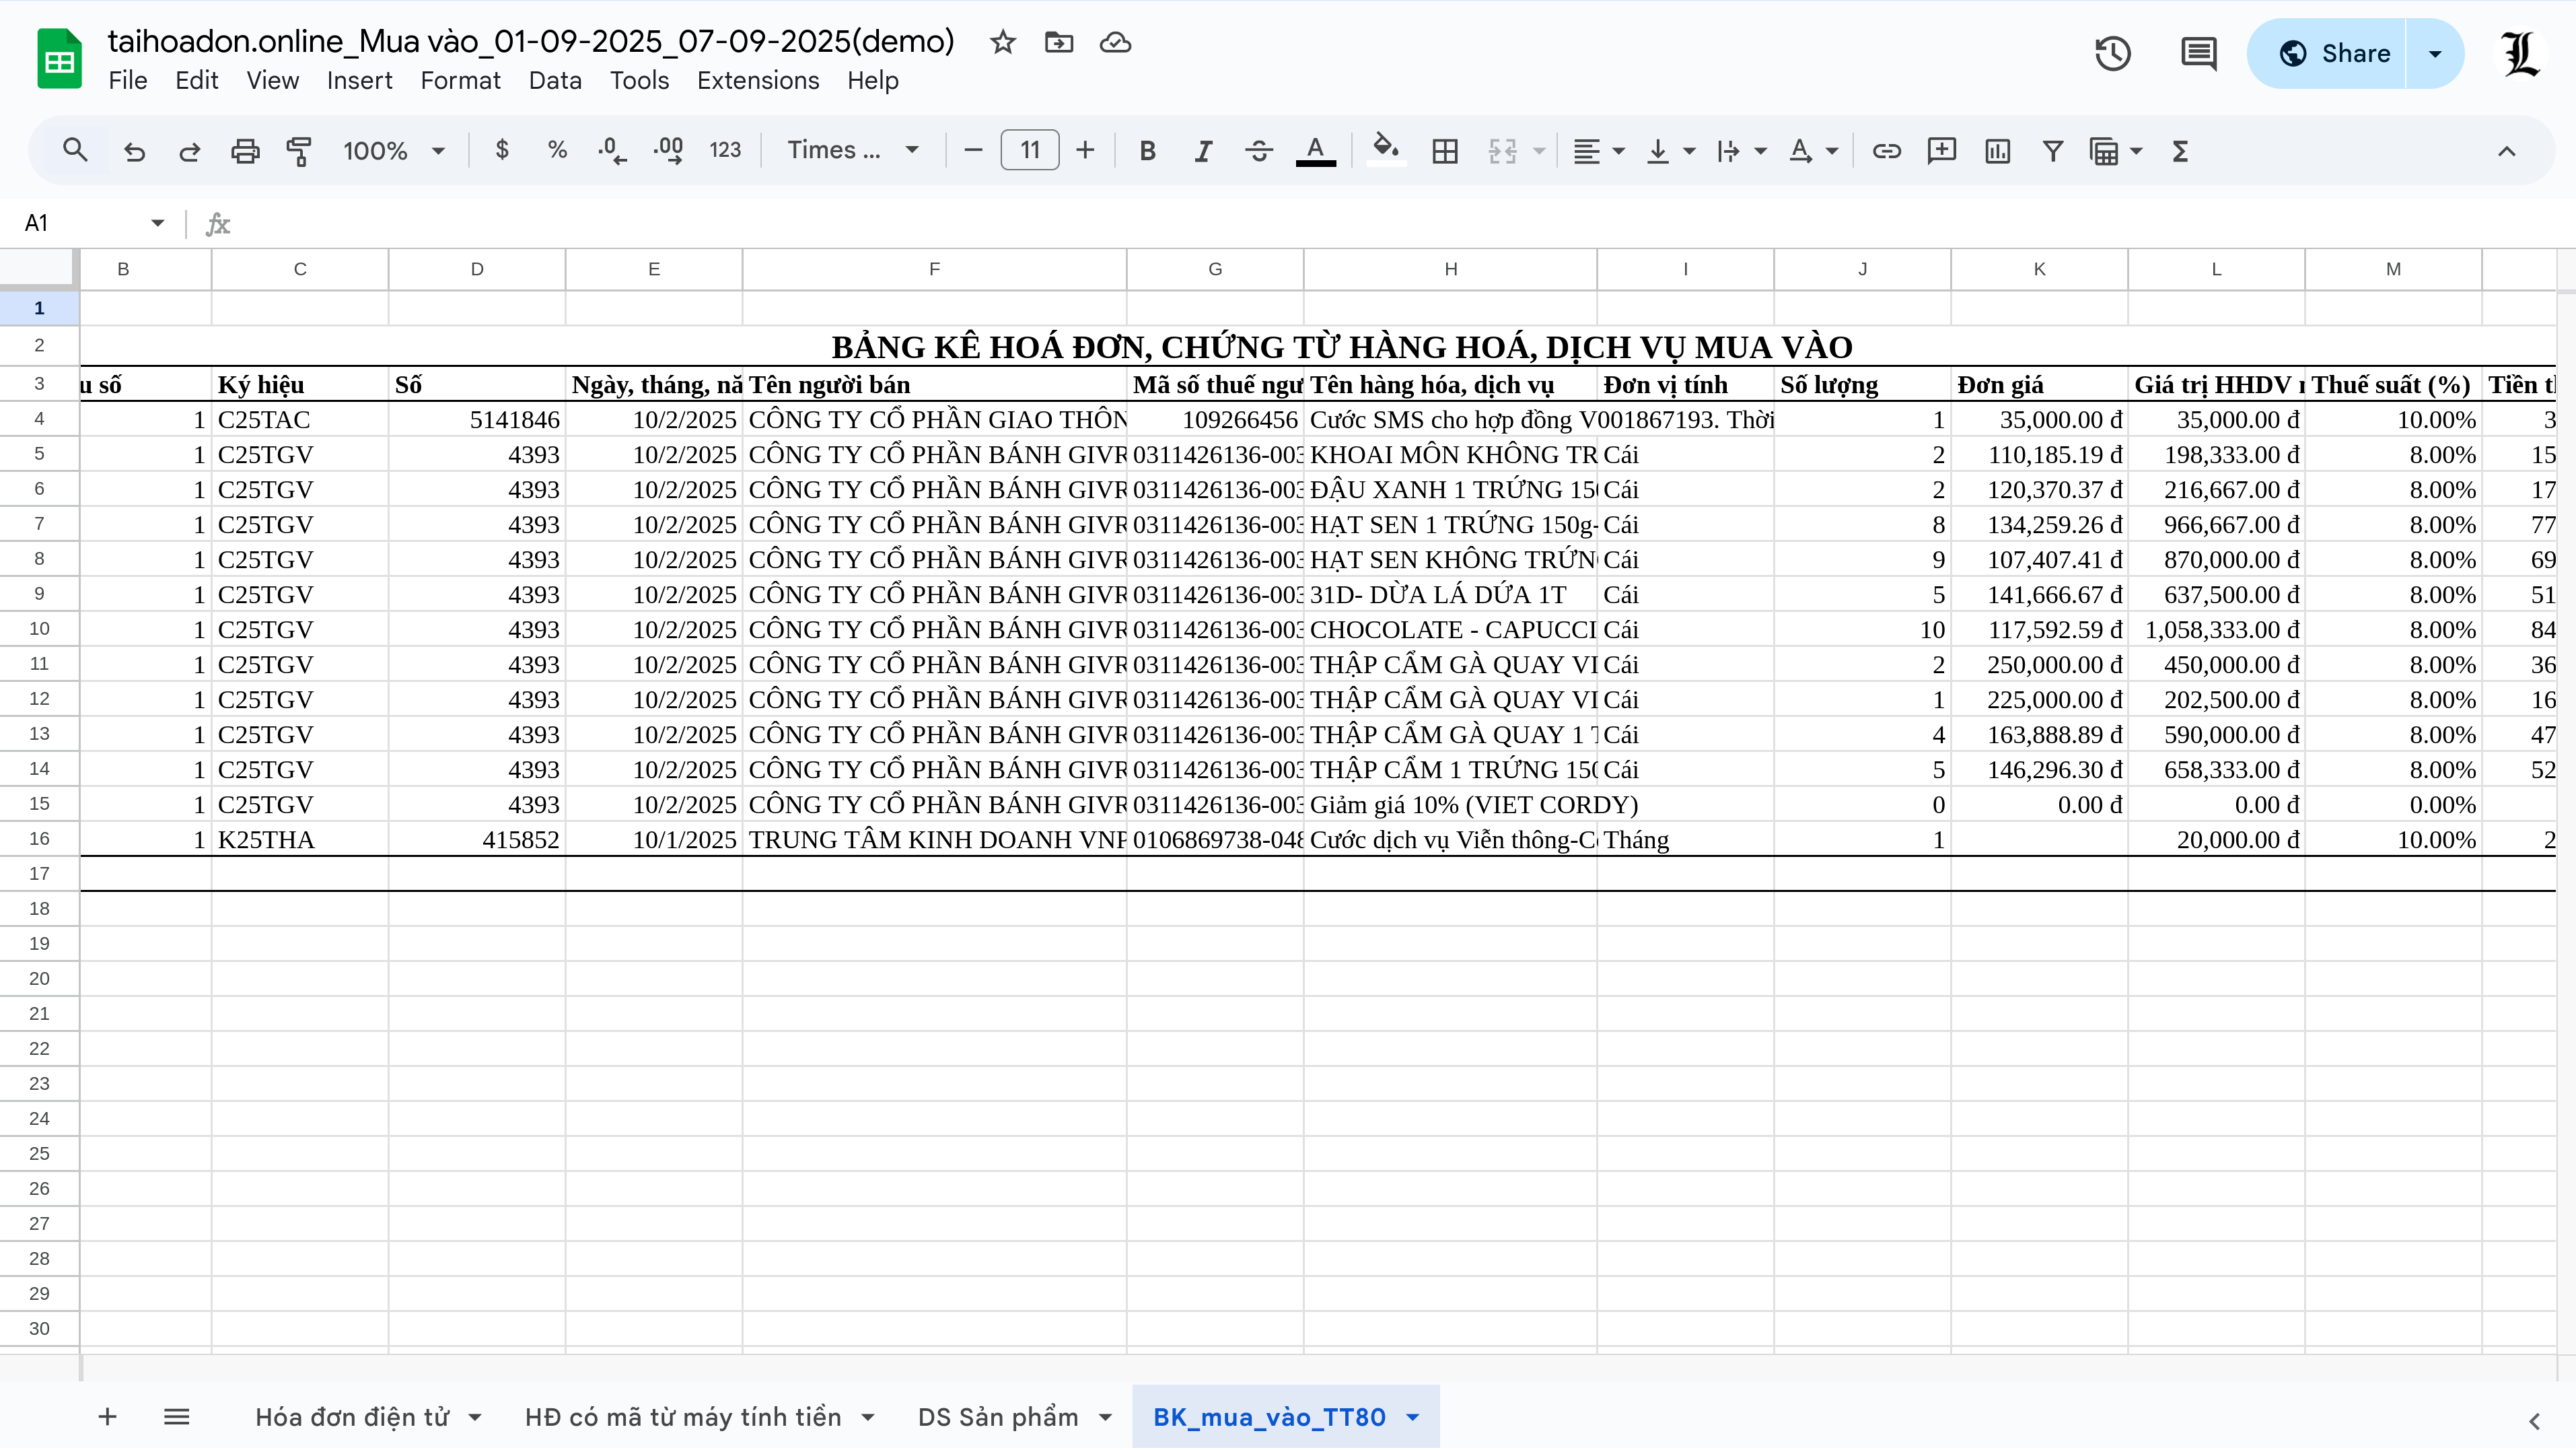 taihoadon.online_Mua vào_01-09-2025_07-09-2025(demo)
File Edit View Insert Format Data Tools Extensions Help
Share
100% $ % .0 .00 123 Times ... 11 B I A
A1 fx
B C D E F G H I J K L M
1
2 BẢNG KÊ HOÁ ĐƠN, CHỨNG TỪ HÀNG HOÁ, DỊCH VỤ MUA VÀO
3 số Ký hiệu Số Ngày, tháng, Tên người bán Mã số thuế Tên hàng hóa, dịch vụ Đơn vị tính Số lượng Đơn giá Giá trị HHDV Thuế suất (%) Tiền
4 1 C25TAC 5141846 10/2/2025 CÔNG TY CỔ PHẦN GIAO 109266456 Cước SMS cho hợp đồng V001867193. Thời 1 35,000.00 đ 35,000.00 đ 10.00% 3
5 1 C25TGV 4393 10/2/2025 CÔNG TY CỔ PHẦN BÁNH GIVR 0311426136-003 KHOAI MÔN KHÔNG TR Cái 2 110,185.19 đ 198,333.00 đ 8.00% 15
6 1 C25TGV 4393 10/2/2025 CÔNG TY CỔ PHẦN BÁNH GIVR 0311426136-003 ĐẬU XANH 1 TRỨNG 150 Cái 2 120,370.37 đ 216,667.00 đ 8.00% 17
7 1 C25TGV 4393 10/2/2025 CÔNG TY CỔ PHẦN BÁNH GIVR 0311426136-003 HẠT SEN 1 TRỨNG 150g- Cái 8 134,259.26 đ 966,667.00 đ 8.00% 77
8 1 C25TGV 4393 10/2/2025 CÔNG TY CỔ PHẦN BÁNH GIVR 0311426136-003 HẠT SEN KHÔNG TRỨN Cái 9 107,407.41 đ 870,000.00 đ 8.00% 69
9 1 C25TGV 4393 10/2/2025 CÔNG TY CỔ PHẦN BÁNH GIVR 0311426136-003 31D- DỪA LÁ DỨA 1T Cái 5 141,666.67 đ 637,500.00 đ 8.00% 51
10 1 C25TGV 4393 10/2/2025 CÔNG TY CỔ PHẦN BÁNH GIVR 0311426136-003 CHOCOLATE - CAPUCCI Cái 10 117,592.59 đ 1,058,333.00 đ 8.00% 84
11 1 C25TGV 4393 10/2/2025 CÔNG TY CỔ PHẦN BÁNH GIVR 0311426136-003 THẬP CẨM GÀ QUAY VI Cái 2 250,000.00 đ 450,000.00 đ 8.00% 36
12 1 C25TGV 4393 10/2/2025 CÔNG TY CỔ PHẦN BÁNH GIVR 0311426136-003 THẬP CẨM GÀ QUAY VI Cái 1 225,000.00 đ 202,500.00 đ 8.00% 16
13 1 C25TGV 4393 10/2/2025 CÔNG TY CỔ PHẦN BÁNH GIVR 0311426136-003 THẬP CẨM GÀ QUAY 1 T Cái 4 163,888.89 đ 590,000.00 đ 8.00% 47
14 1 C25TGV 4393 10/2/2025 CÔNG TY CỔ PHẦN BÁNH GIVR 0311426136-003 THẬP CẨM 1 TRỨNG 150 Cái 5 146,296.30 đ 658,333.00 đ 8.00% 52
15 1 C25TGV 4393 10/2/2025 CÔNG TY CỔ PHẦN BÁNH GIVR 0311426136-003 Giảm giá 10% (VIET CORDY) 0 0.00 đ 0.00 đ 0.00%
16 1 K25THA 415852 10/1/2025 TRUNG TÂM KINH DOANH VNP 0106869738-048 Cước dịch vụ Viễn thông-C Tháng 1 20,000.00 đ 10.00% 2
17
18
19
20
21
22
23
24
25
26
27
28
29
30
Hóa đơn điện tử HĐ có mã từ máy tính tiền DS Sản phẩm BK_mua_vào_TT80